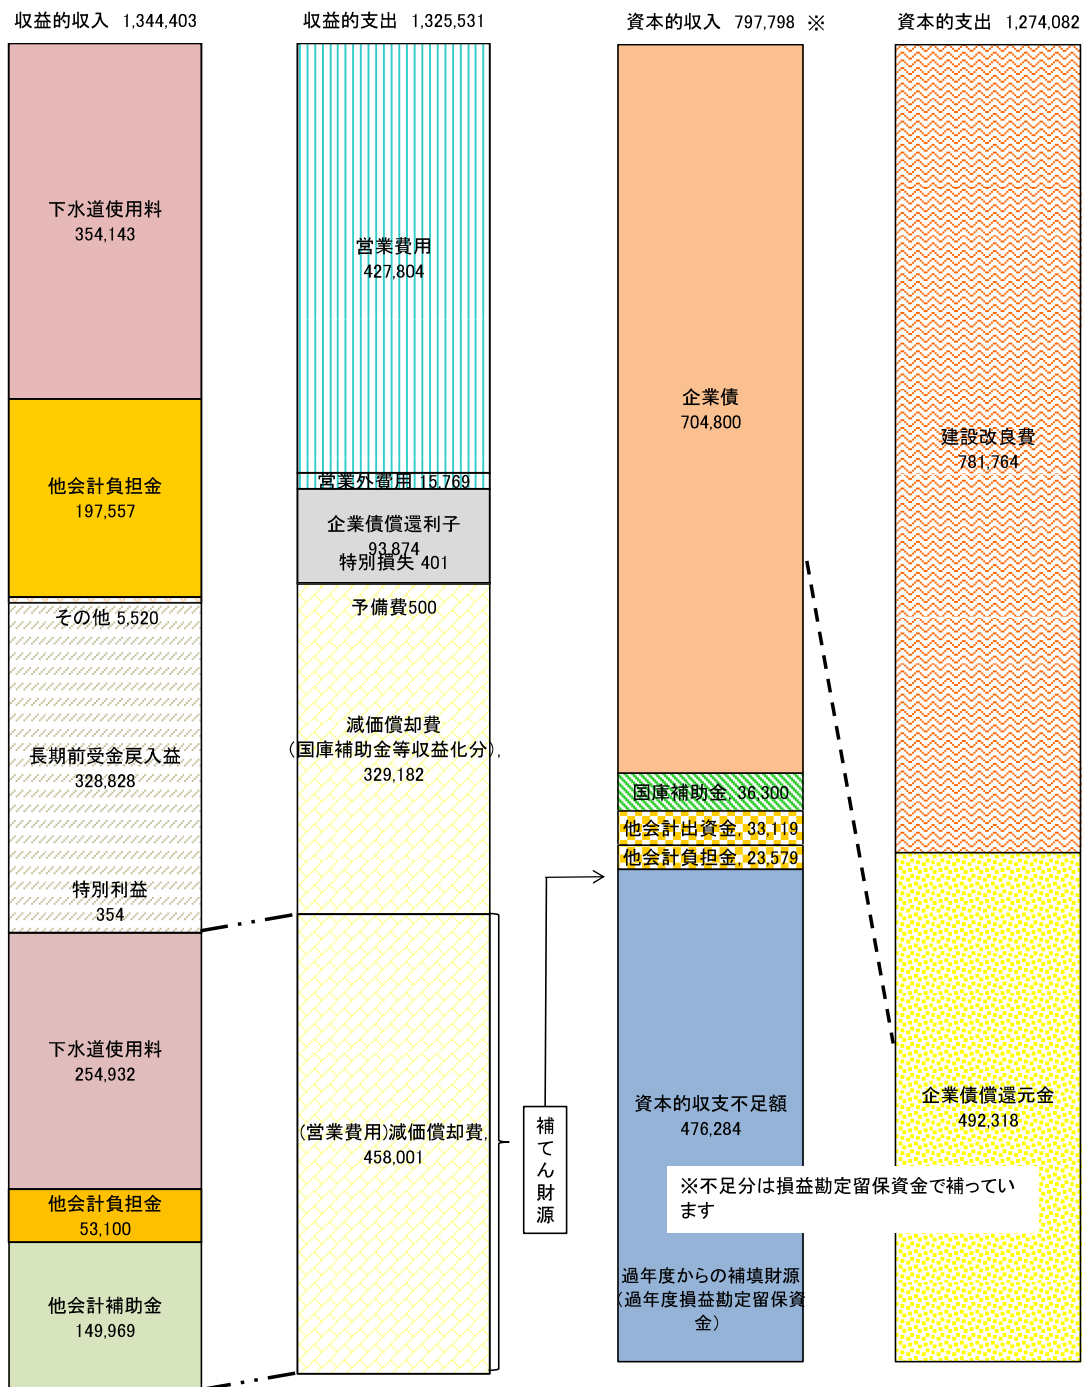 収益的収入 1,344,403
収益的支出 1,325,531
資本的収入 797,798 ※
資本的支出 1,274,082
下水道使用料
354,143
他会計負担金
197,557
その他 5,520
長期前受金戻入益
328,828
特別利益
354
下水道使用料
254,932
他会計負担金
53,100
他会計補助金
149,969
営業費用
427,804
営業外費用 15,769
企業債償還利子
93,874
特別損失 401
予備費500
減価償却費
(国庫補助金等収益化分),
329,182
(営業費用)減価償却費,
458,001
補てん財源
企業債
704,800
国庫補助金, 36,300
他会計出資金, 33,119
他会計負担金, 23,579
資本的収支不足額
476,284
※不足分は損益勘定留保資金で補ってい
ます
過年度からの補填財源
(過年度損益勘定留保資
金)
建設改良費
781,764
企業債償還元金
492,318